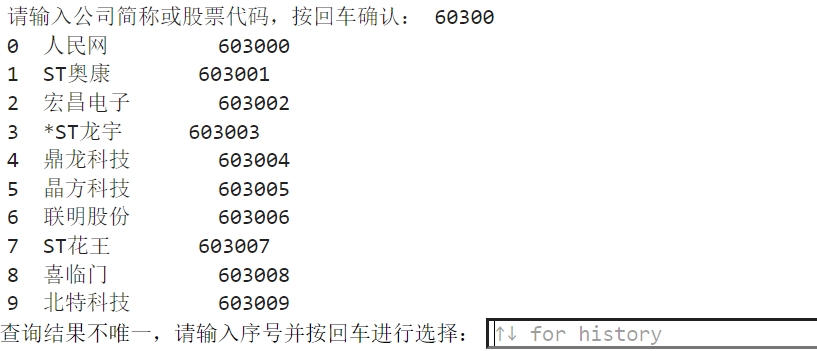 请输入公司简称或股票代码，按回车确认： 60300
0 人民网 603000
1 ST奥康 603001
2 宏昌电子 603002
3 *ST龙宇 603003
4 鼎龙科技 603004
5 晶方科技 603005
6 联明股份 603006
7 ST花王 603007
8 喜临门 603008
9 北特科技 603009
查询结果不唯一，请输入序号并按回车进行选择： ↑↓ for history